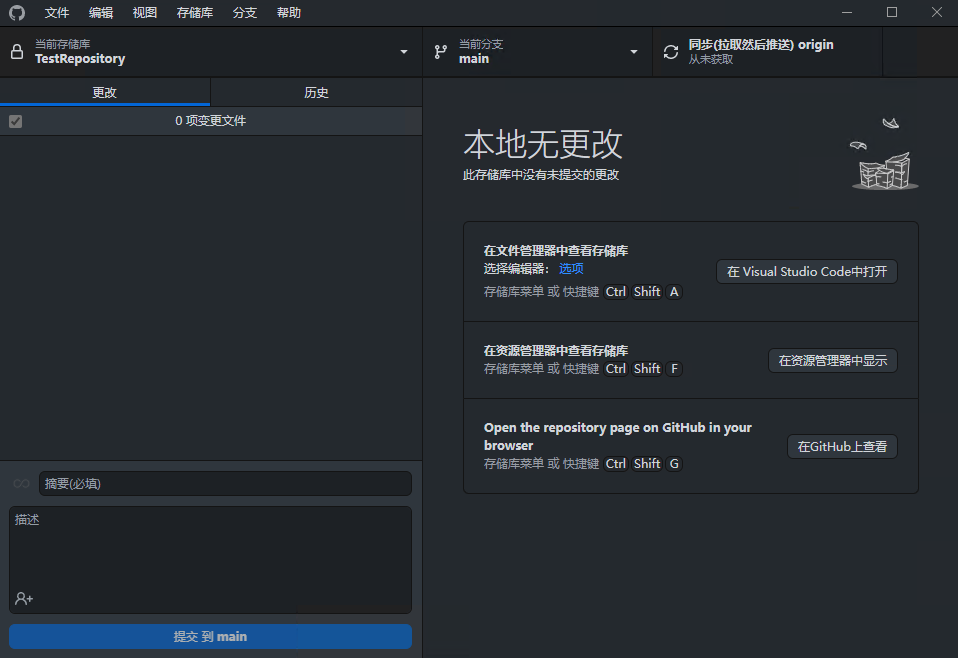 文件 编辑 视图 存储库 分支 帮助
当前存储库
TestRepository
当前分支
main
同步(拉取然后推送) origin
从未获取
更改 历史
0 项变更文件
本地无更改
此存储库中没有未提交的更改
在文件管理器中查看存储库
选择编辑器: 选项
存储库菜单 或 快捷键 Ctrl Shift A
在 Visual Studio Code中打开
在资源管理器中查看存储库
存储库菜单 或 快捷键 Ctrl Shift F
在资源管理器中显示
Open the repository page on GitHub in your
browser
存储库菜单 或 快捷键 Ctrl Shift G
在GitHub上查看
摘要(必填)
描述
提交 到 main